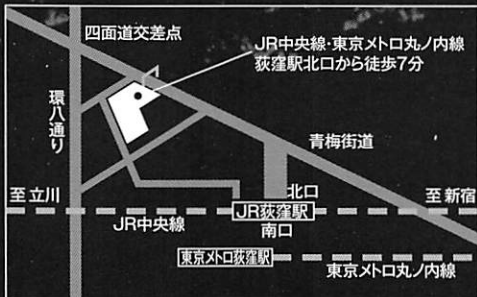 四面道交差点
JR中央線・東京メトロ丸ノ内線
荻窪駅北口から徒歩7分
環八通り
青梅街道
至立川
北口
至新宿
JR中央線
JR荻窪駅
南口
東京メトロ荻窪駅
東京メトロ丸ノ内線